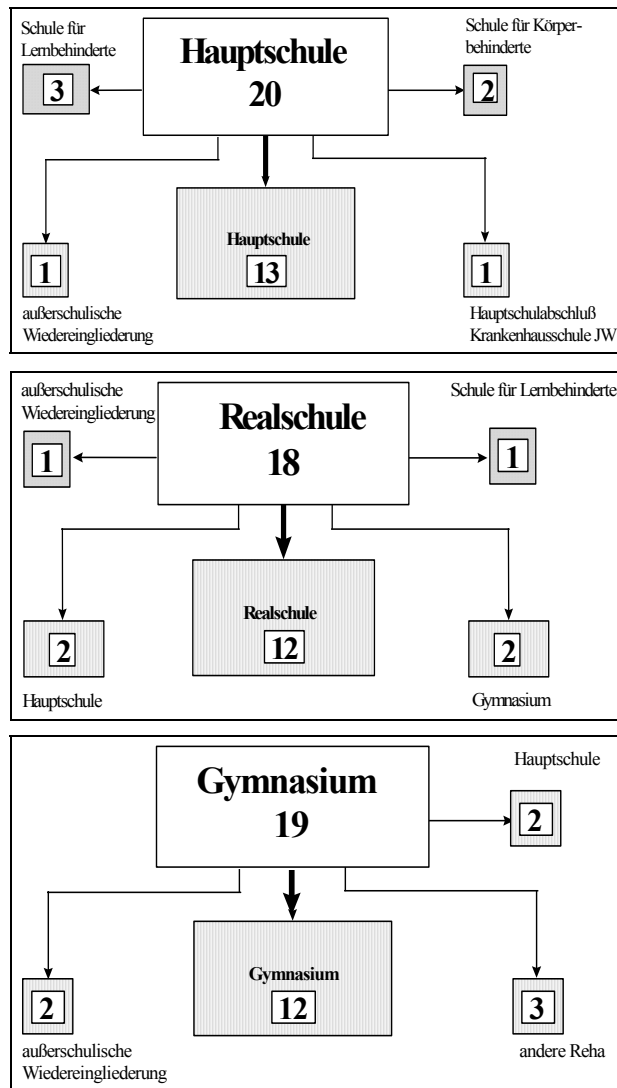 Schule für
Lernbehinderte
3
Hauptschule
20
Schule für Körper-
behinderte
2
Hauptschule
13
1
außerschulische
Wiedereingliederung
1
Hauptschulabschluß
Krankenhausschule JW
außerschulische
Wiedereingliederung
1
Realschule
18
Schule für Lernbehinderte
1
Realschule
12
2
Hauptschule
2
Gymnasium
Gymnasium
19
Hauptschule
2
Gymnasium
12
2
außerschulische
Wiedereingliederung
3
andere Reha